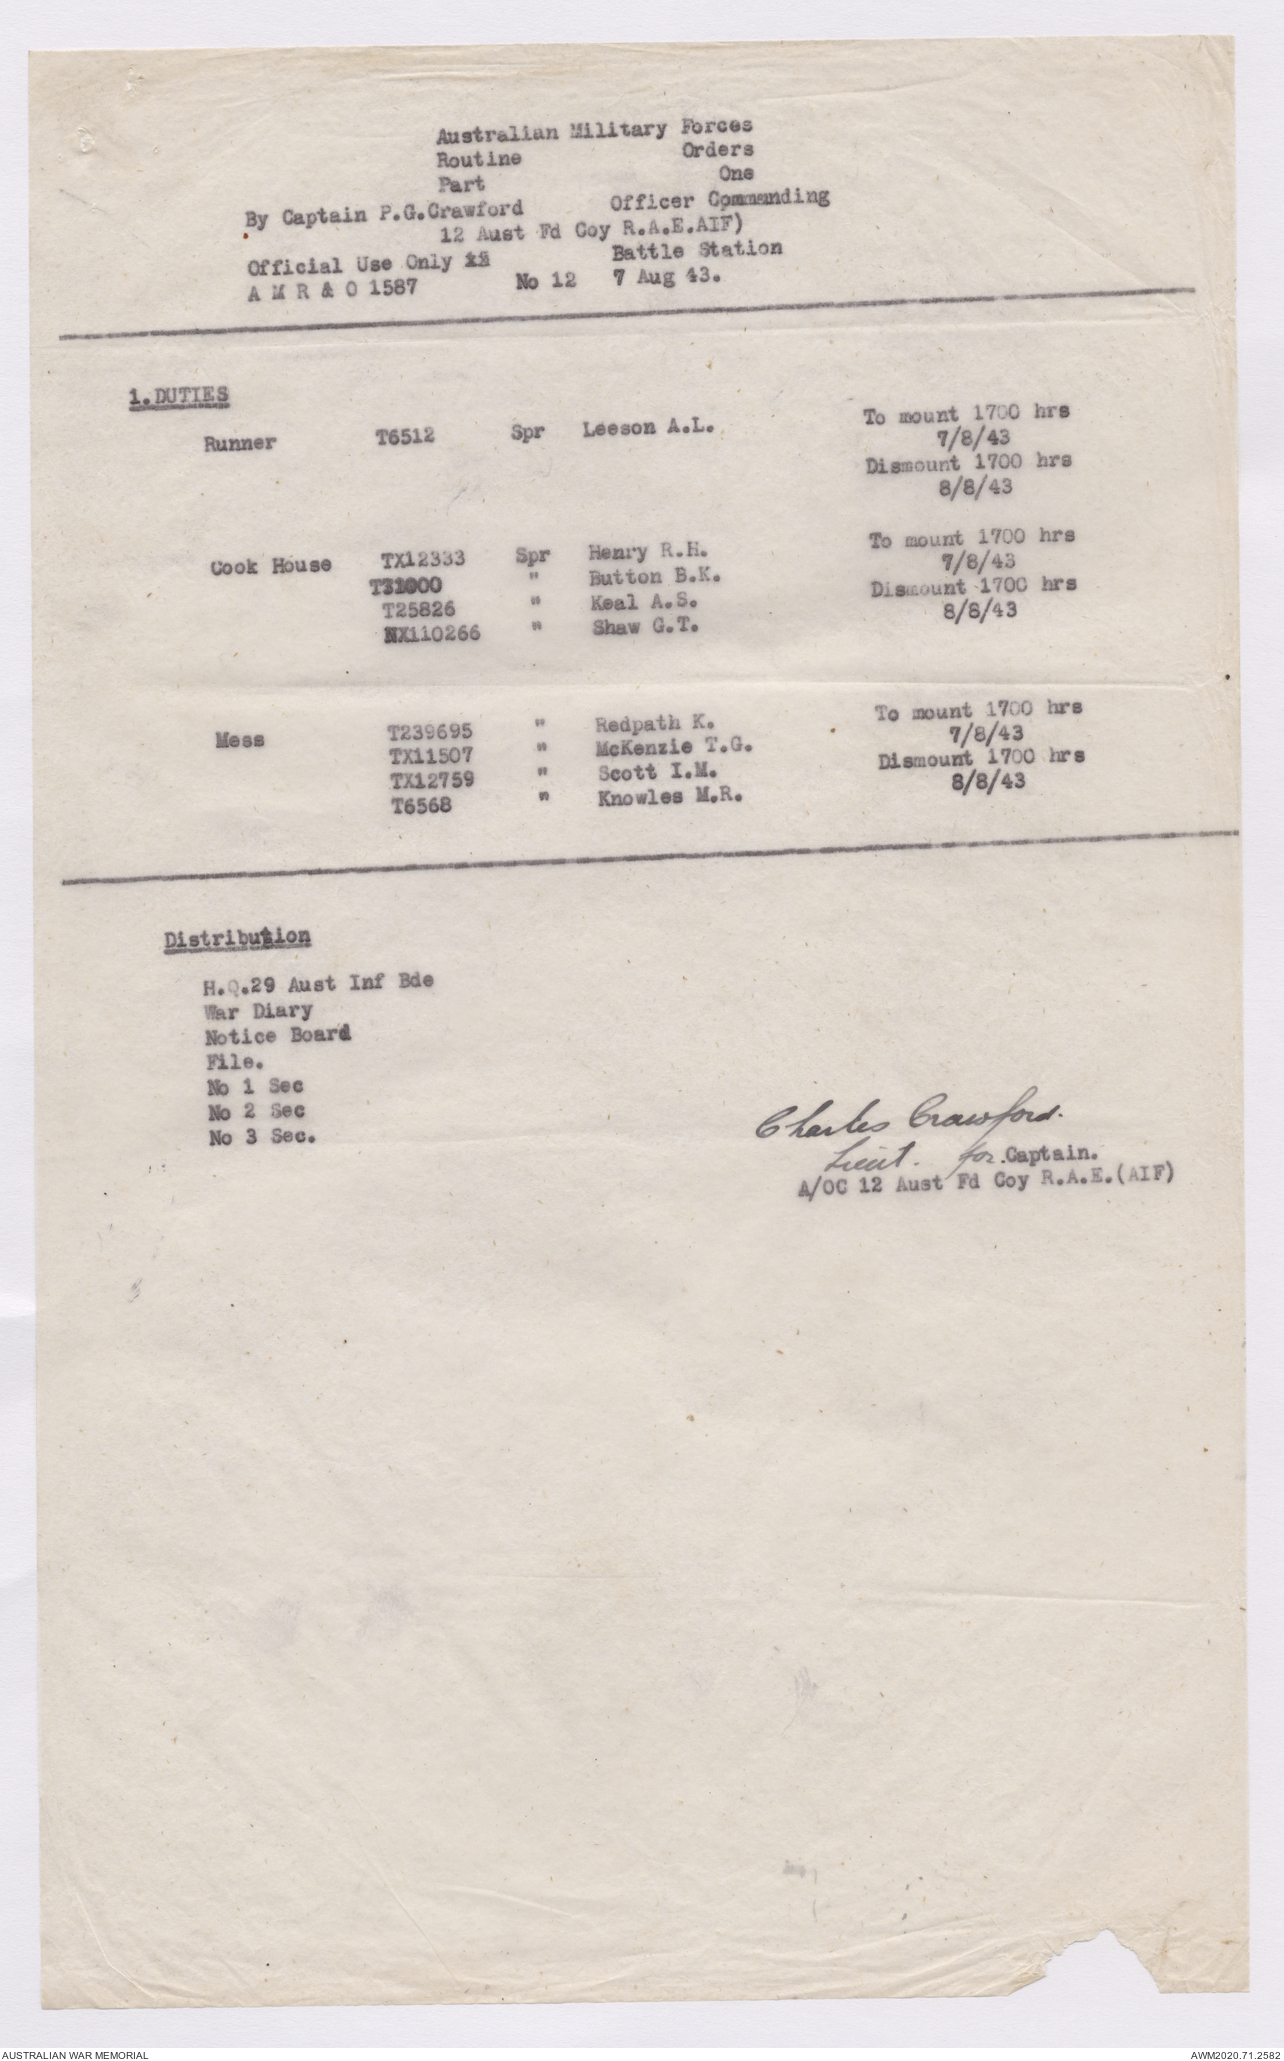 Australian Military Forces
Routine Orders
Part One
By Captain P.G.Crawford Officer Commanding
12 Aust Fd Coy R.A.E.AIF)
Official Use Only Battle Station
A M R & O 1587 No 12 7 Aug 43.
1.DUTIES
Runner T6512 Spr Leeson A.L. To mount 1700 hrs
7/8/43
Dismount 1700 hrs
8/8/43
Cook House TX12333 Spr Henry R.H. To mount 1700 hrs
" Button B.K. 7/8/43
T25826 " Keal A.S. Dismount 1700 hrs
NX110266 " Shaw G.T. 8/8/43
Mess T239695 " Redpath K. To mount 1700 hrs
TX11507 " McKenzie T.G. 7/8/43
TX12759 " Scott I.M. Dismount 1700 hrs
T6568 " Knowles M.R. 8/8/43
Distribution
H.Q.29 Aust Inf Bde
War Diary
Notice Board
File.
No 1 Sec
No 2 Sec
No 3 Sec.
Charles Crawford.
Lieut. for.Captain.
A/OC 12 Aust Fd Coy R.A.E.(AIF)
AUSTRALIAN WAR MEMORIAL AWM2020.71.2582